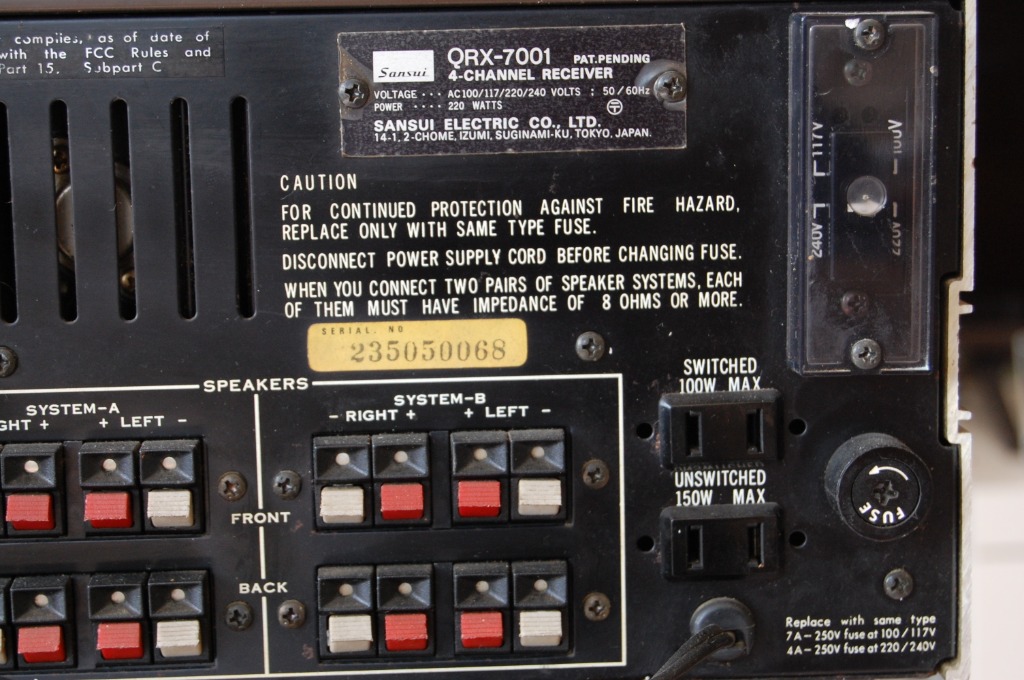 complies, as of date of
with the FCC Rules and
Part 15. Subpart C
Sansui
QRX-7001 PAT.PENDING
4-CHANNEL RECEIVER
VOLTAGE ···· AC100/117/220/240 VOLTS : 50/60Hz
POWER ···· 220 WATTS
SANSUI ELECTRIC CO., LTD.
14-1, 2-CHOME, IZUMI, SUGINAMI-KU, TOKYO, JAPAN.
117V
100V
240V
220V
CAUTION
FOR CONTINUED PROTECTION AGAINST FIRE HAZARD,
REPLACE ONLY WITH SAME TYPE FUSE.
DISCONNECT POWER SUPPLY CORD BEFORE CHANGING FUSE.
WHEN YOU CONNECT TWO PAIRS OF SPEAKER SYSTEMS, EACH
OF THEM MUST HAVE IMPEDANCE OF 8 OHMS OR MORE.
SERIAL. NO
235050068
SPEAKERS
SYSTEM-A
GHT + + LEFT -
SYSTEM-B
- RIGHT + + LEFT -
FRONT
BACK
SWITCHED
100W MAX
UNSWITCHED
150W MAX
FUSE
Replace with same type
7A-250V fuse at 100/117V
4A-250V fuse at 220/240V